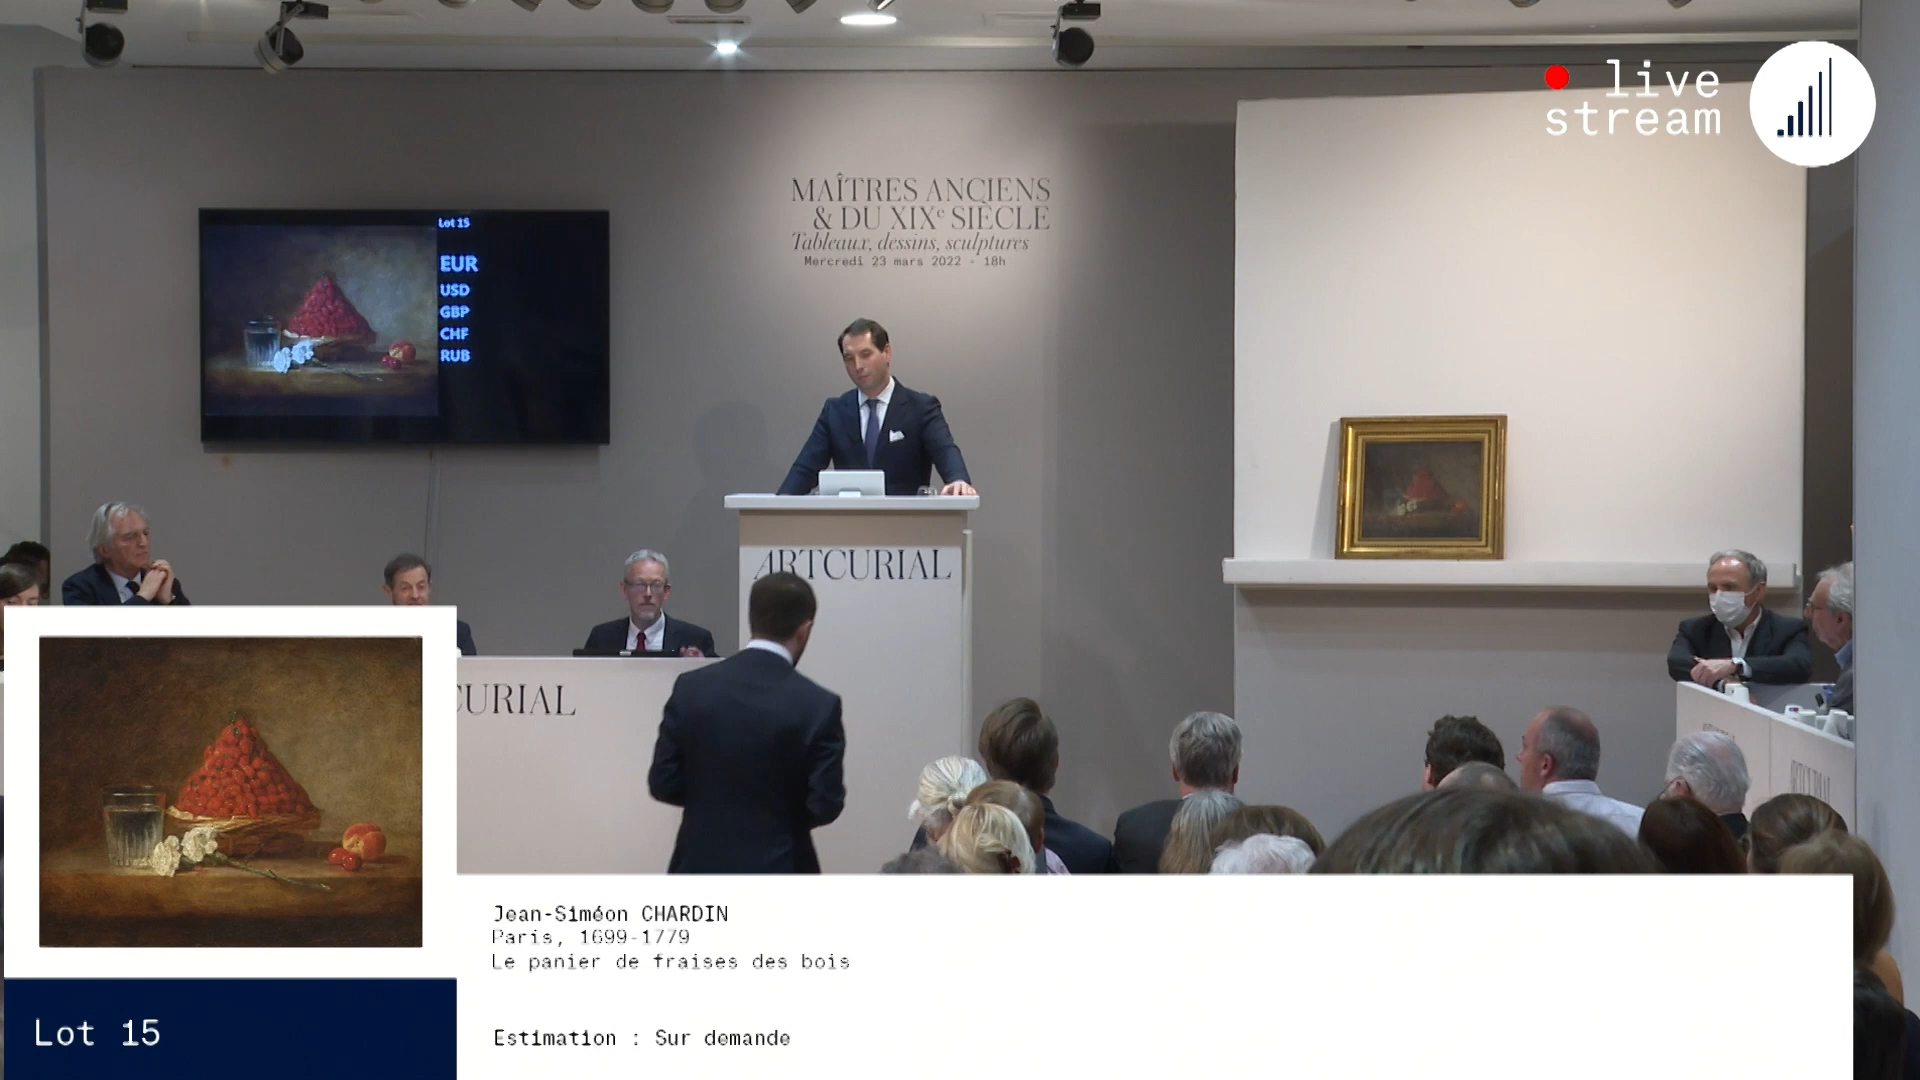 live
stream
MAÎTRES ANCIENS
& DU XIXe SIÈCLE
Tableaux, dessins, sculptures
Mercredi 23 mars 2022 - 18h
Lot 15
EUR
USD
GBP
CHF
RUB
ARTCURIAL
CURIAL
ARTCURIAL
Jean-Siméon CHARDIN
Paris, 1699-1779
Le panier de fraises des bois
Estimation : Sur demande
Lot 15